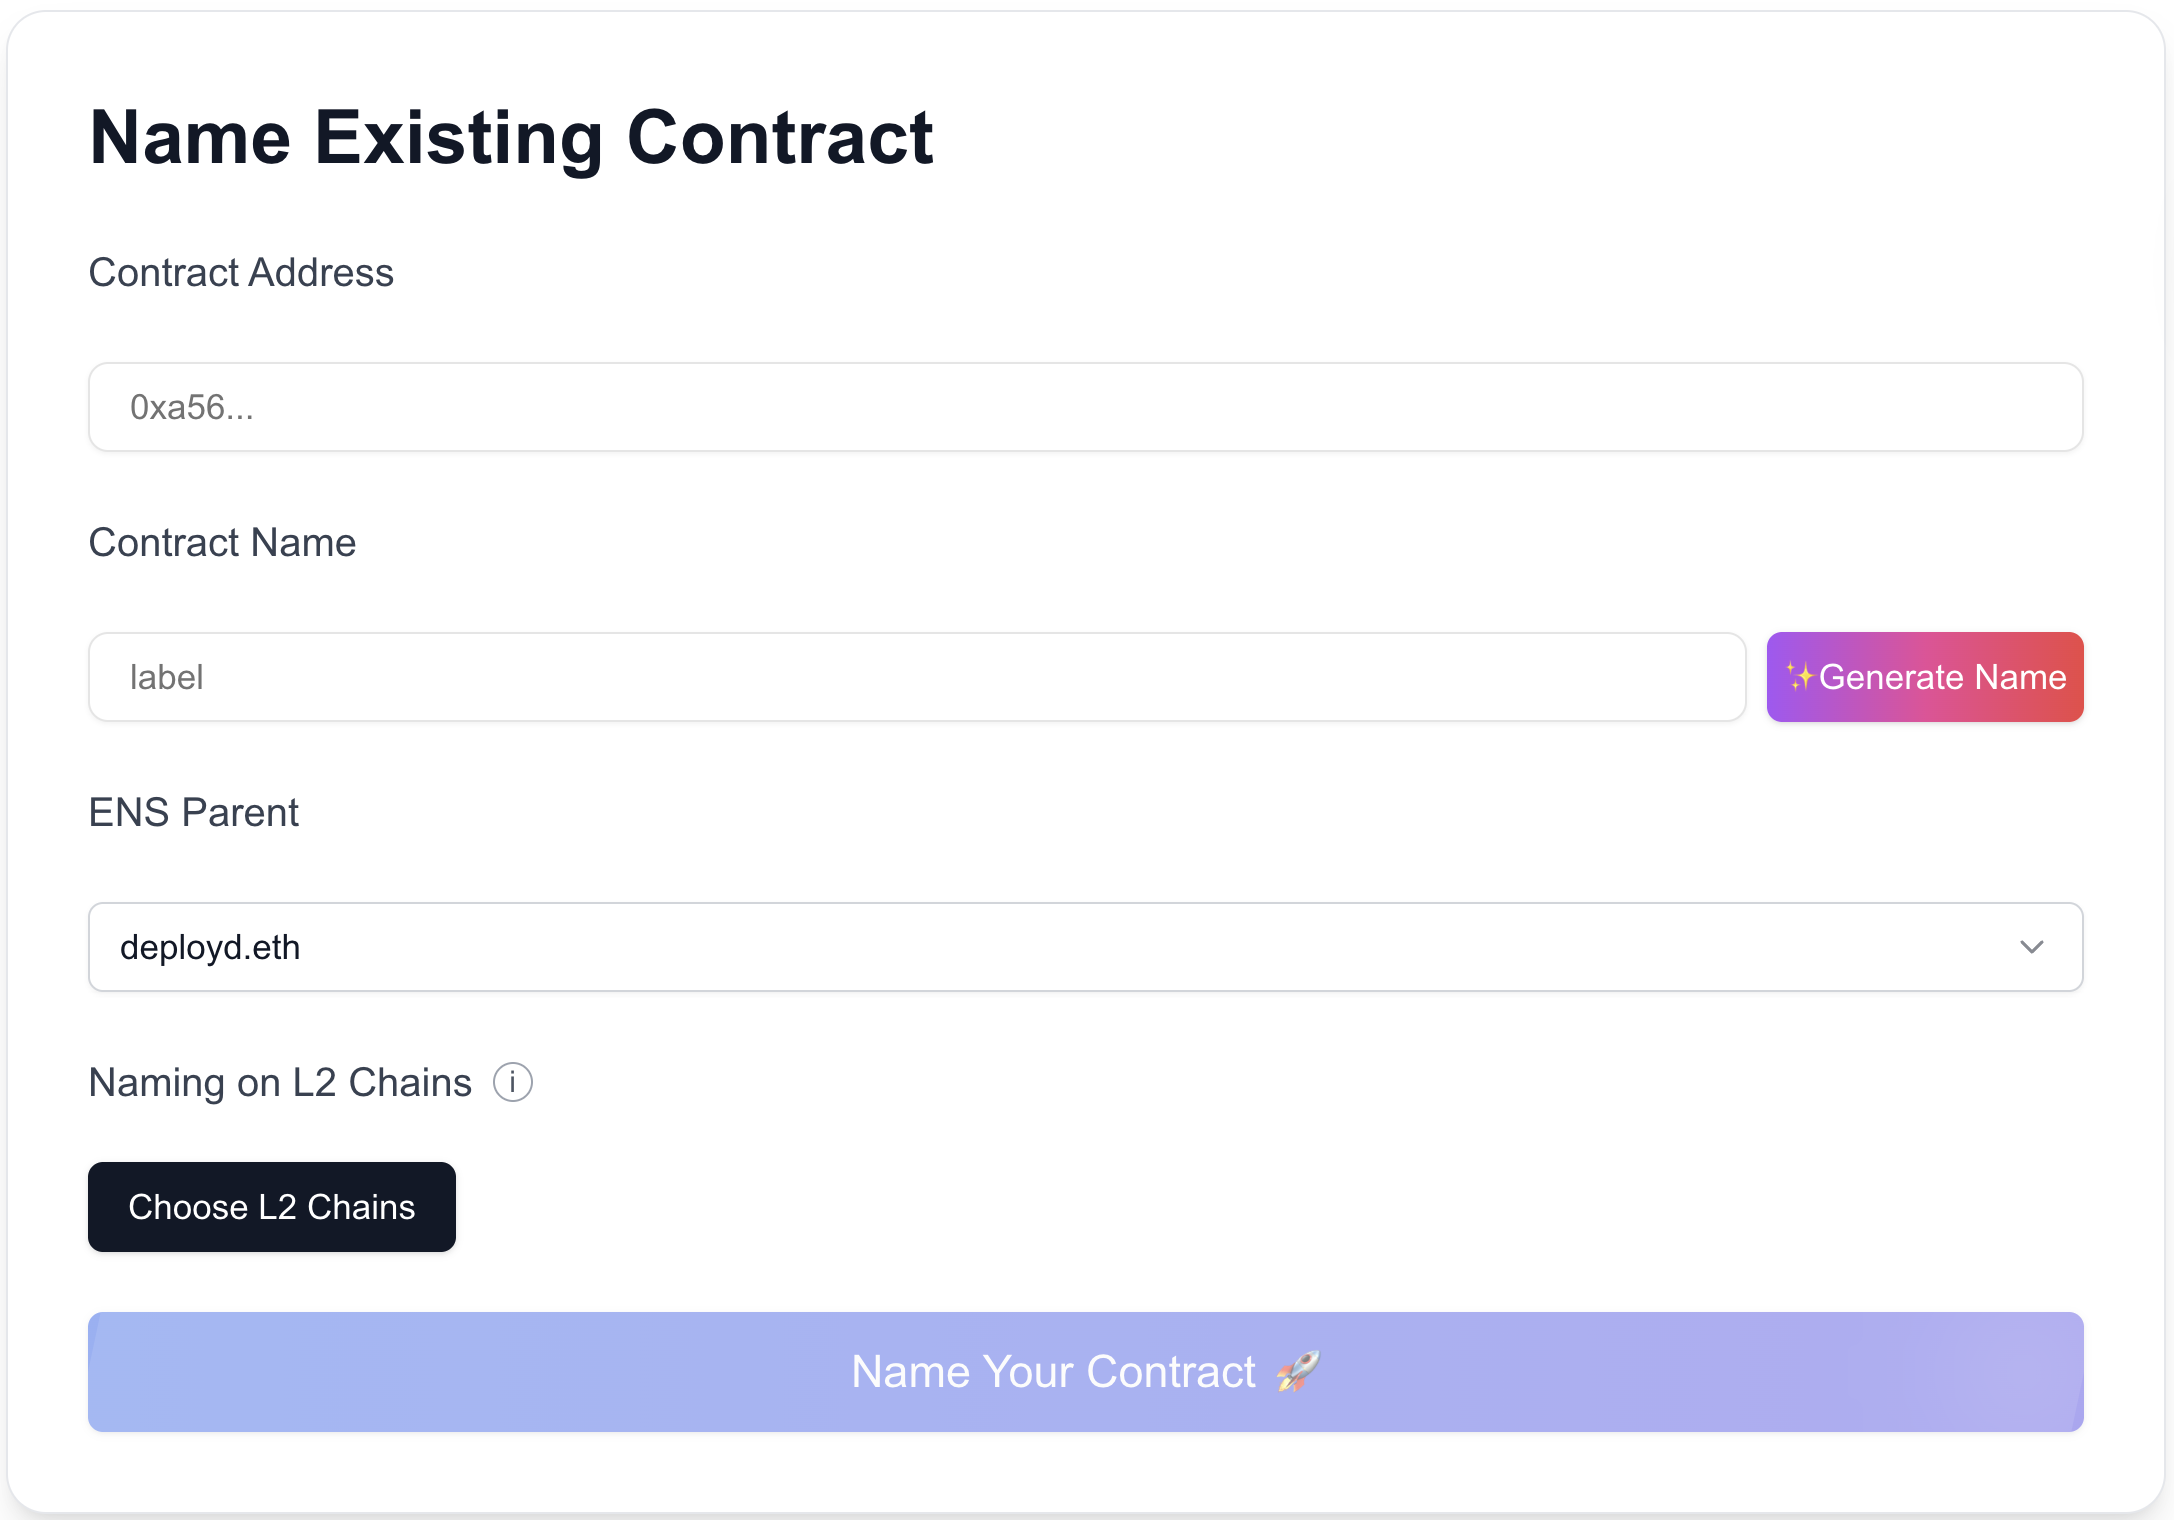 Name Existing Contract
Contract Address
0xa56...
Contract Name
label
✨Generate Name
ENS Parent
deployd.eth
Naming on L2 Chains ⓘ
Choose L2 Chains
Name Your Contract 🚀